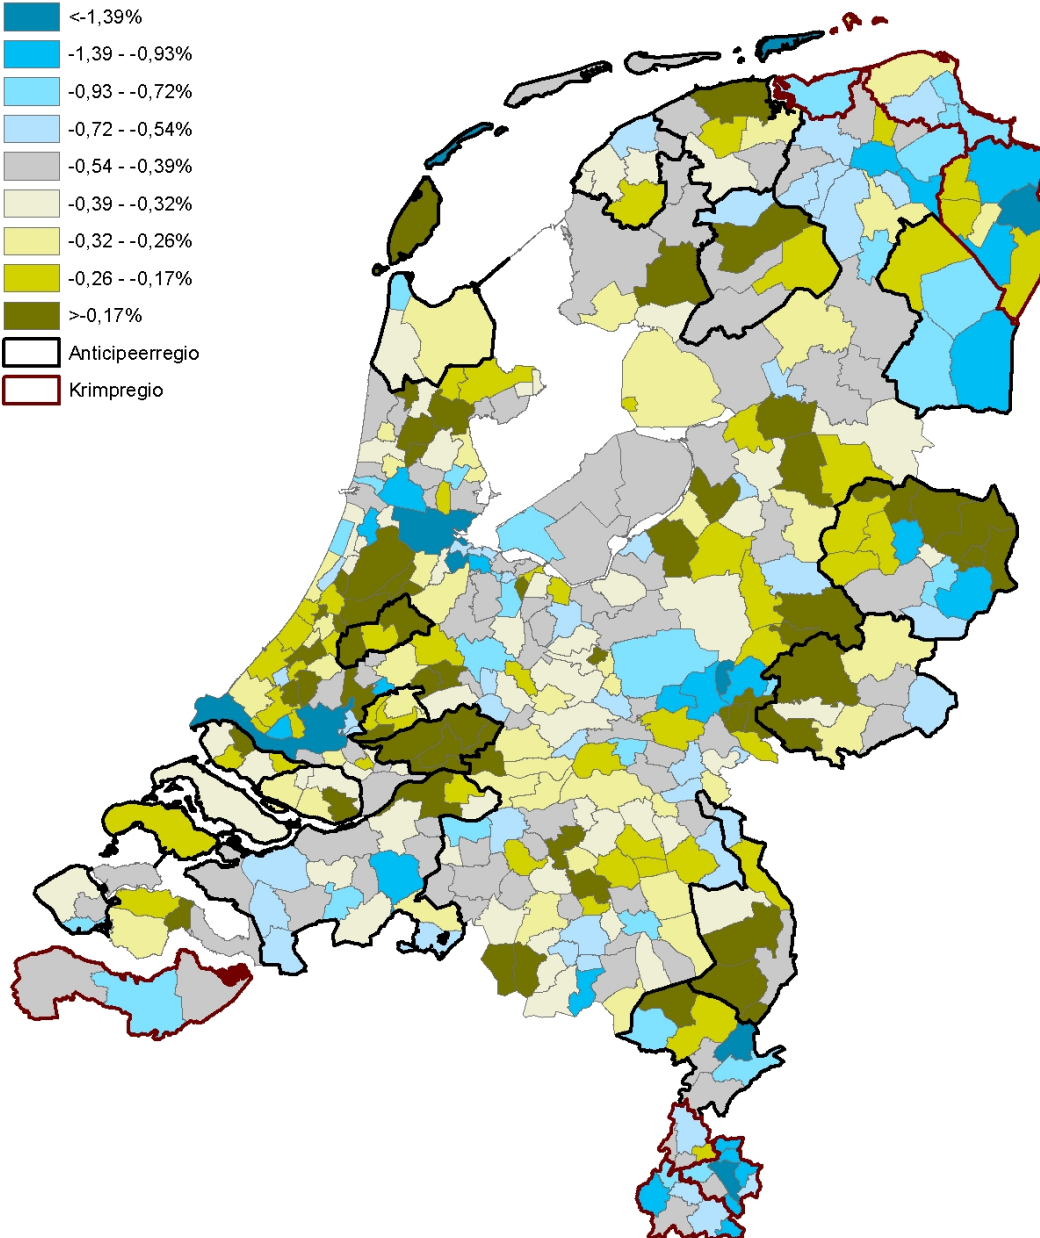 <-1,39%
-1,39 - -0,93%
-0,93 - -0,72%
-0,72 - -0,54%
-0,54 - -0,39%
-0,39 - -0,32%
-0,32 - -0,26%
-0,26 - -0,17%
>-0,17%
Anticipeerregio
Krimpregio